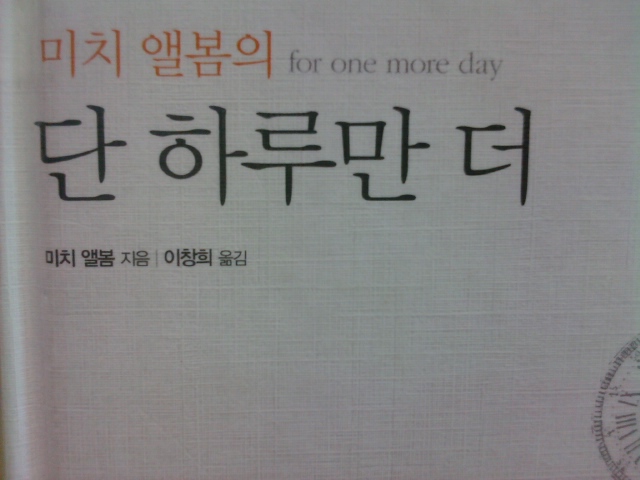 미치 앨봄의 for one more day
단 하루만 더
미치 앨봄 지음 | 이창희 옮김